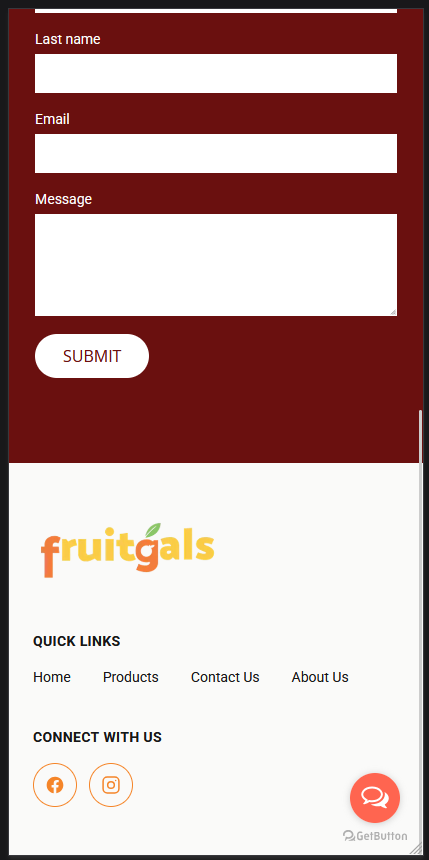 Last name
Email
Message
SUBMIT
fruitgals
QUICK LINKS
Home Products Contact Us About Us
CONNECT WITH US
GetButton